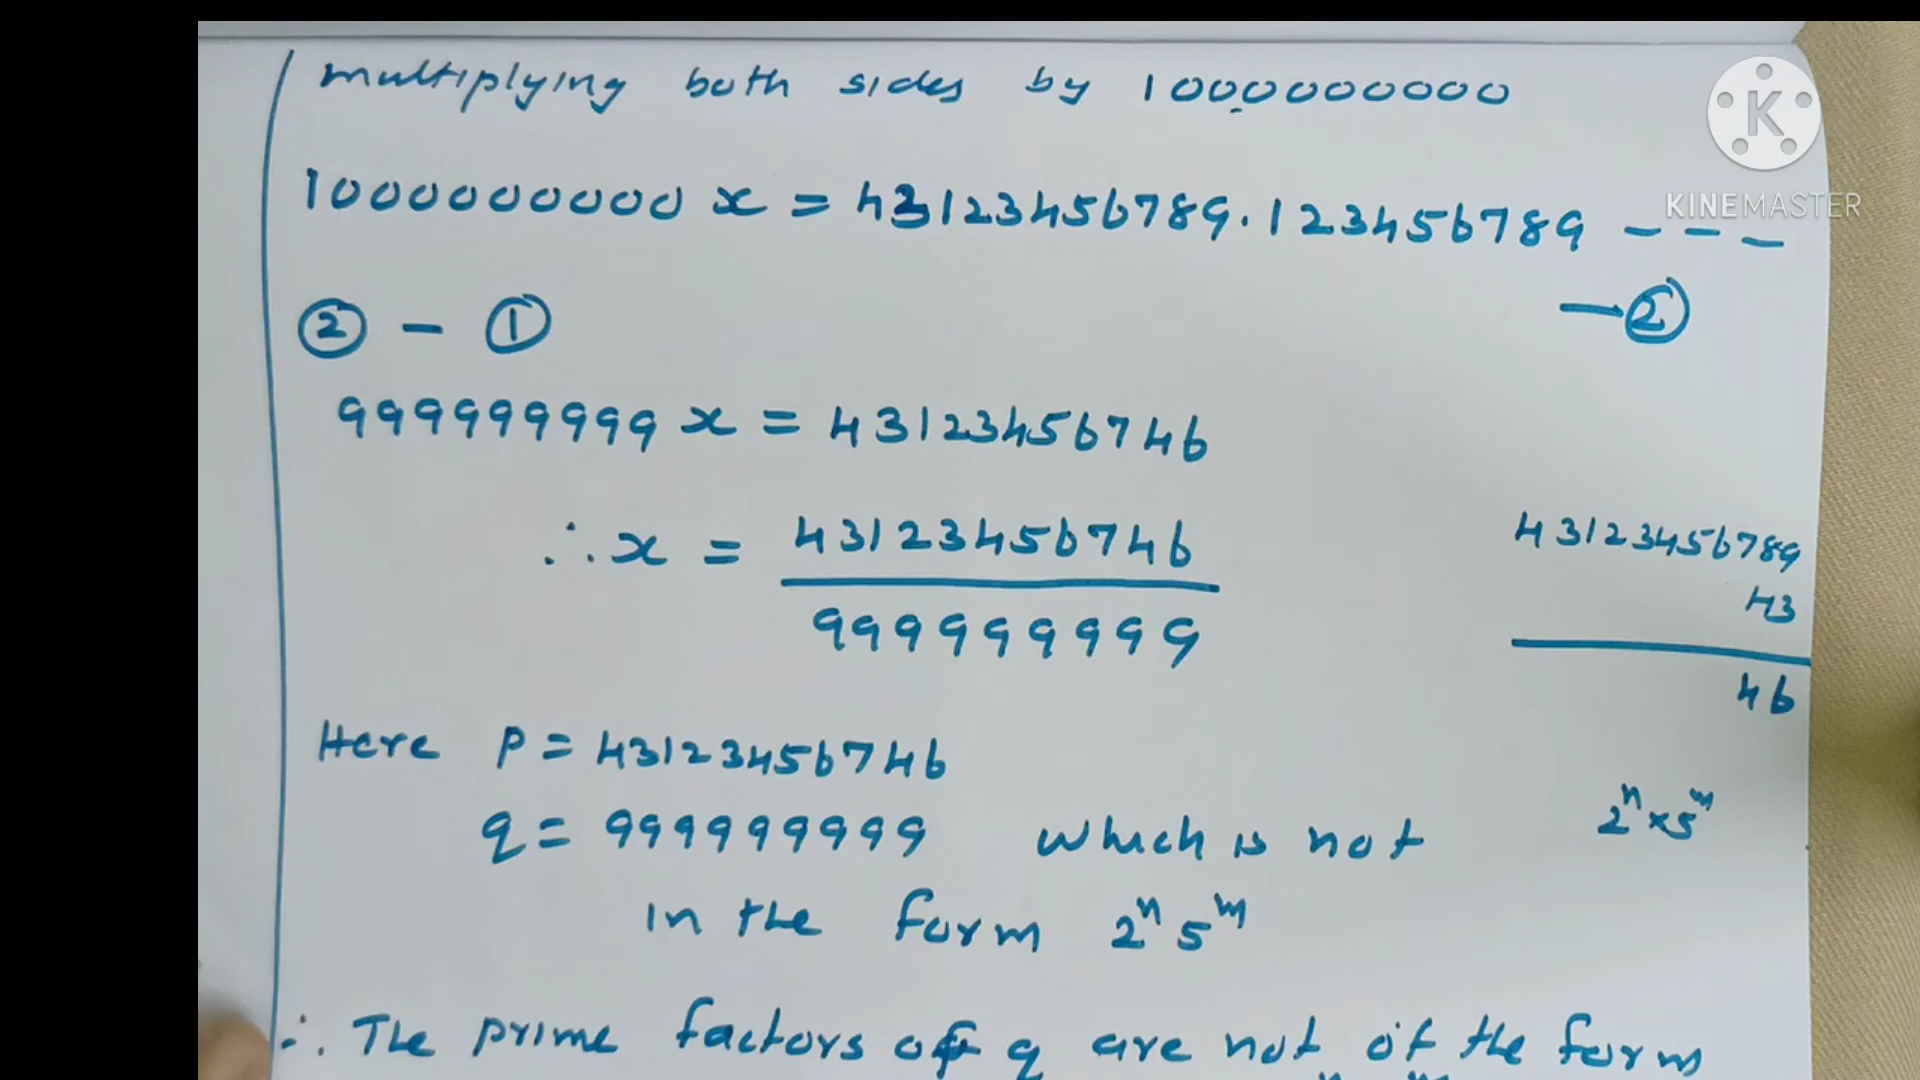 multiplying both sides by 1000000000
1000000000 x = 43123456789.123456789 - - -
— ②
② - ①
999999999 x = 43123456746
∴ x = 43123456746
999999999
43123456789
43
46
Here p = 43123456746
q = 999999999 which is not
2ⁿ × 5ᵐ
in the form 2ⁿ 5ᵐ
∴ The prime factors of q are not of the form
K
KINEMASTER